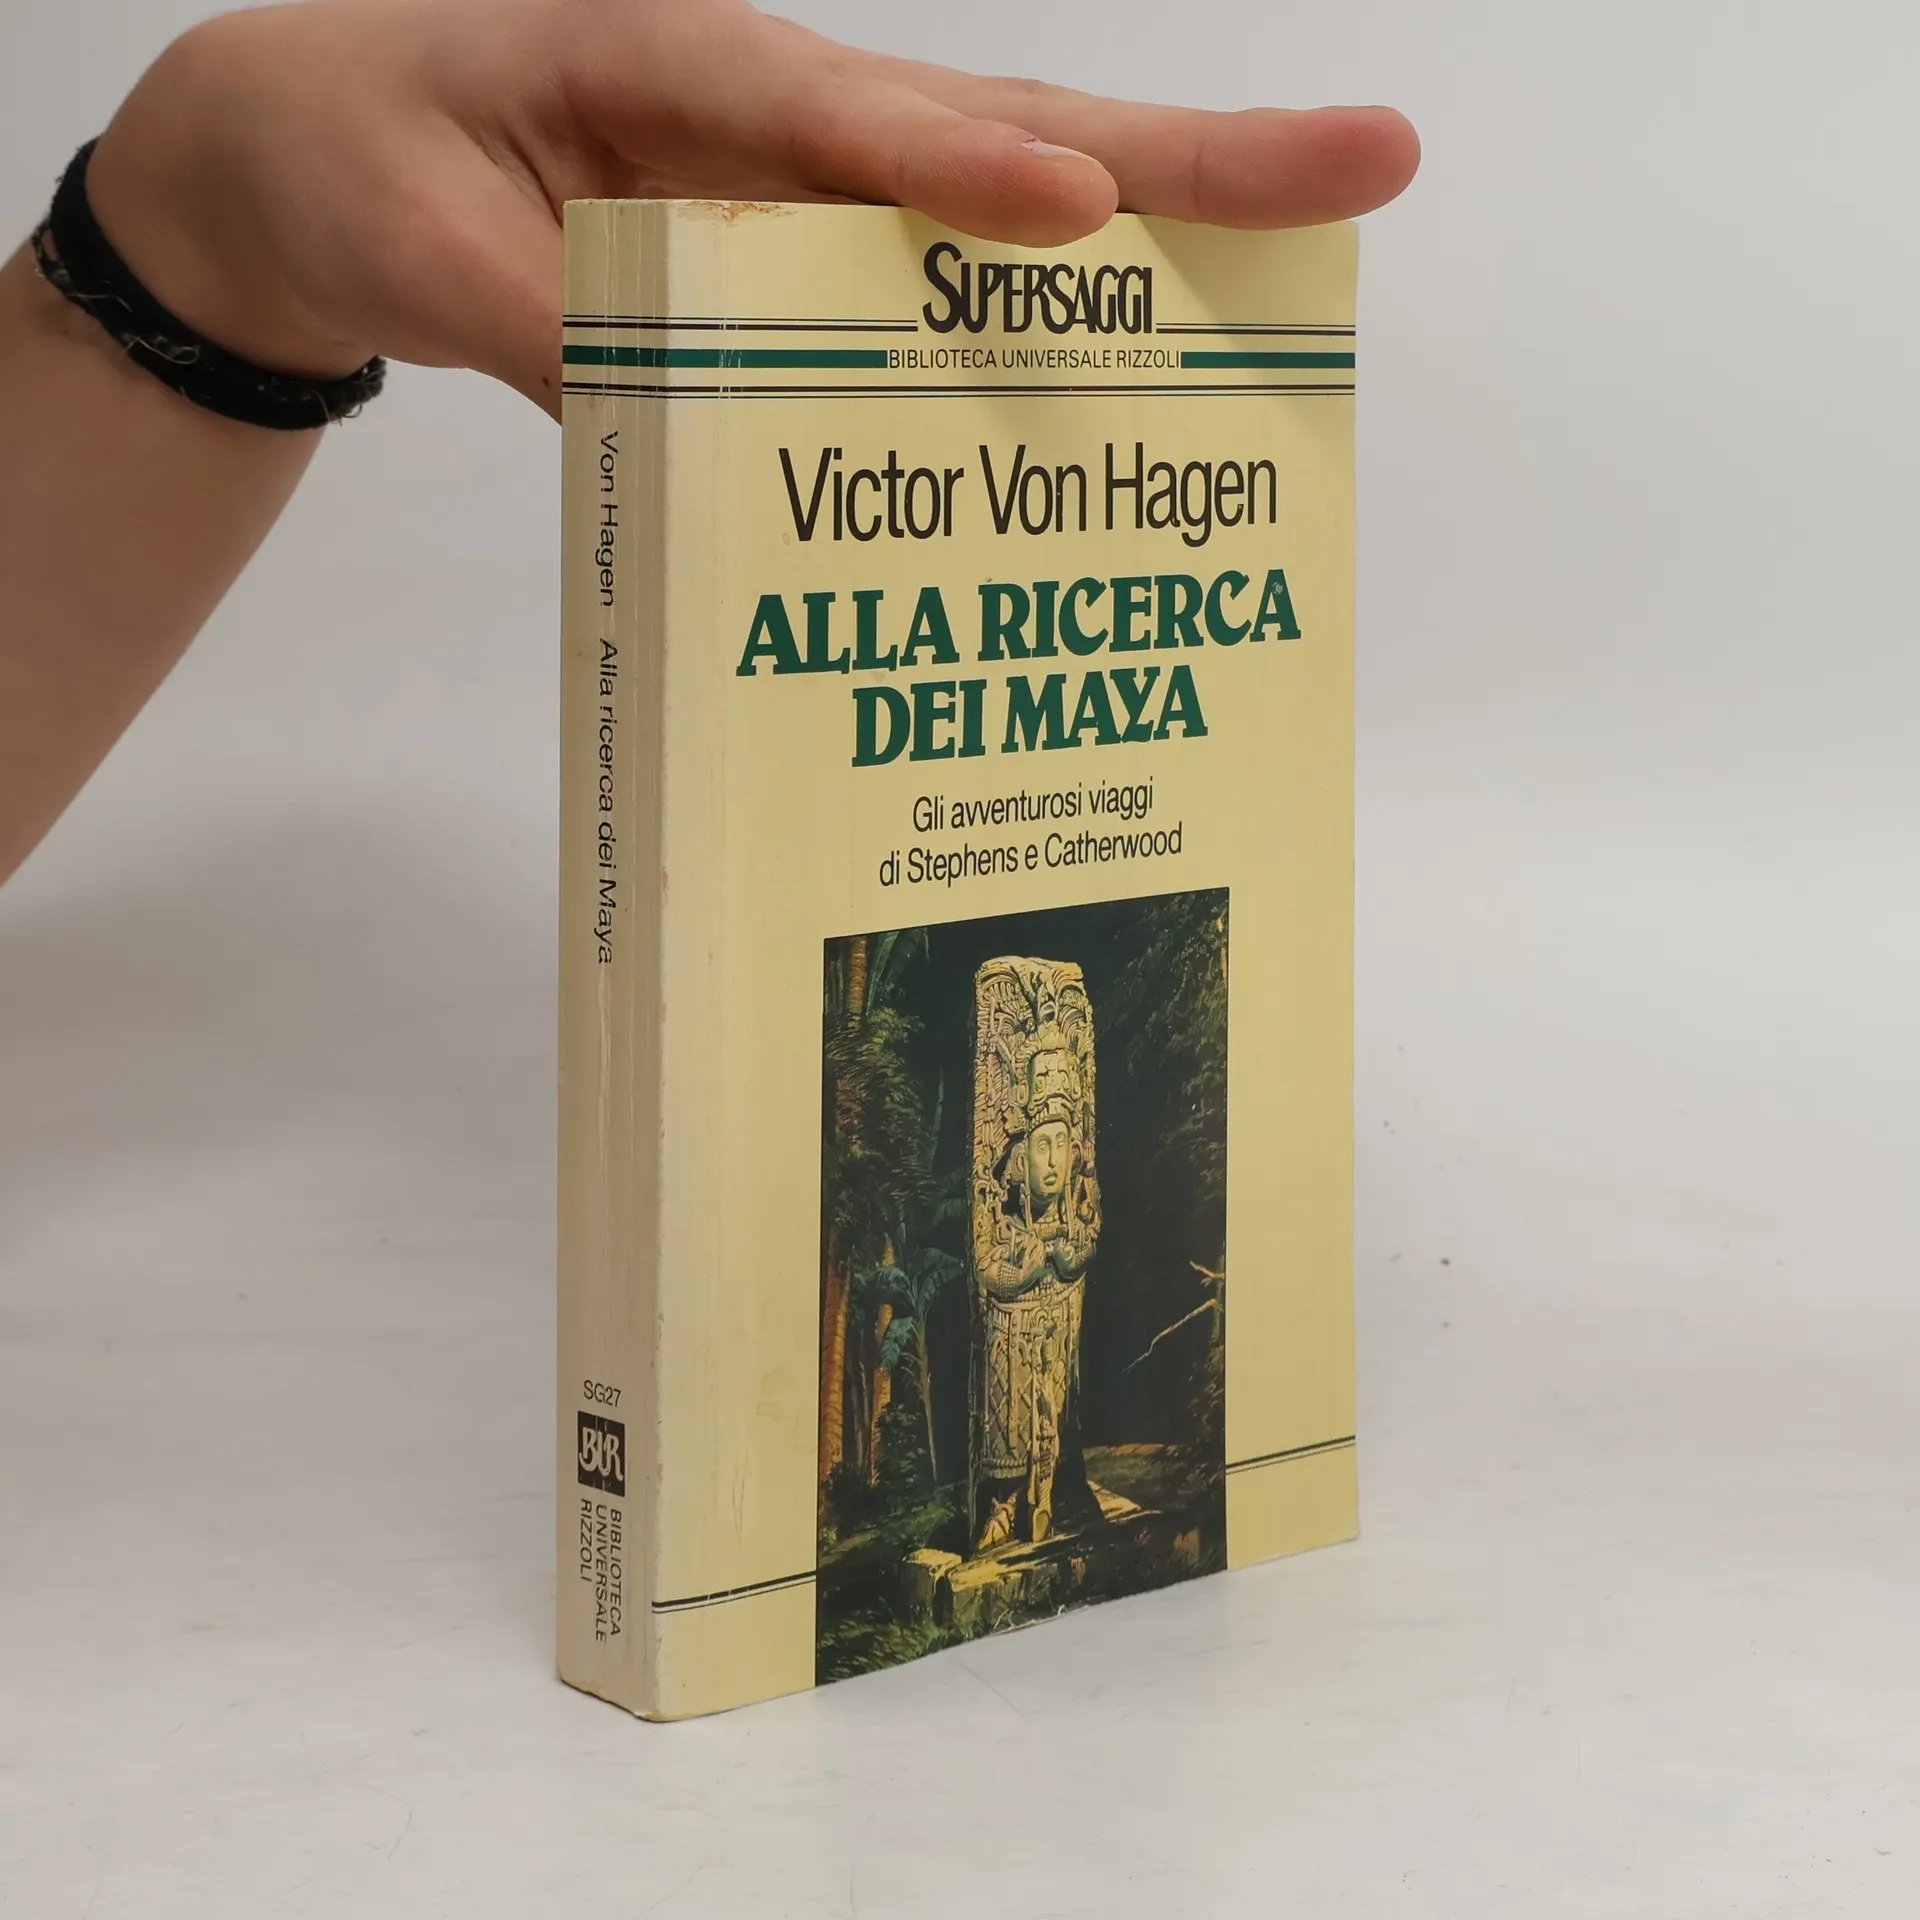 SUPERSAGGI
BIBLIOTECA UNIVERSALE RIZZOLI
Victor Von Hagen
ALLA RICERCA
DEI MAYA
Gli avventurosi viaggi
di Stephens e Catherwood
Von Hagen Alla ricerca dei Maya
SG27
BUR
BIBLIOTECA
UNIVERSALE
RIZZOLI